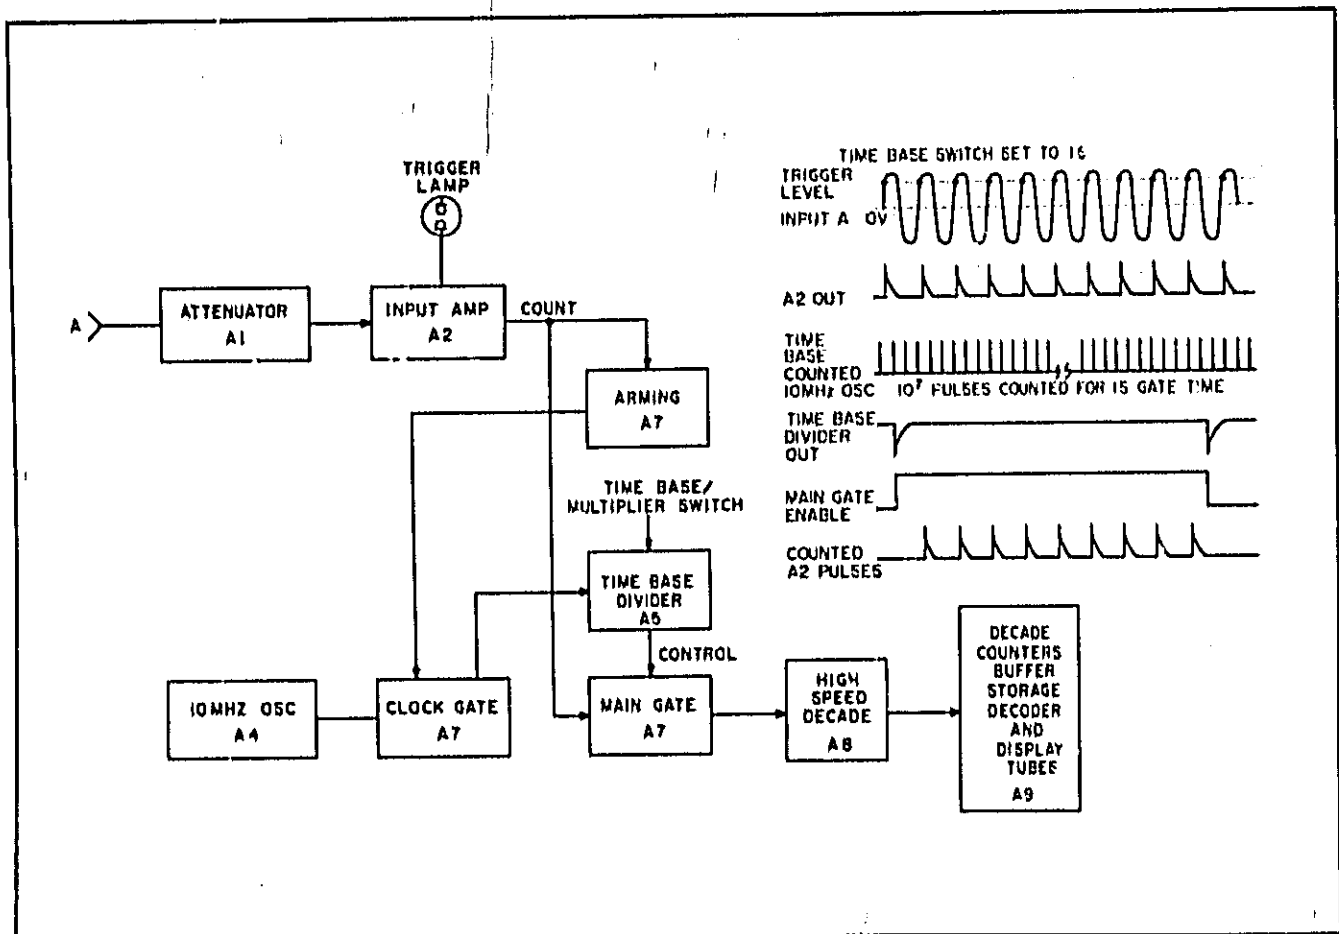 TRIGGER
LAMP
A
ATTENUATOR
A1
INPUT AMP
A2
COUNT
ARMING
A7
TIME BASE/
MULTIPLIER SWITCH
TIME BASE
DIVIDER
A5
CONTROL
10MHZ OSC
A4
CLOCK GATE
A7
MAIN GATE
A7
HIGH
SPEED
DECADE
A8
DECADE
COUNTERS
BUFFER
STORAGE
DECODER
AND
DISPLAY
TUBES
A9
TIME BASE SWITCH SET TO 1S
TRIGGER
LEVEL
INPUT A 0V
A2 OUT
TIME
BASE
COUNTED
10MHz OSC 10⁷ PULSES COUNTED FOR 1S GATE TIME
TIME BASE
DIVIDER
OUT
MAIN GATE
ENABLE
COUNTED
A2 PULSES